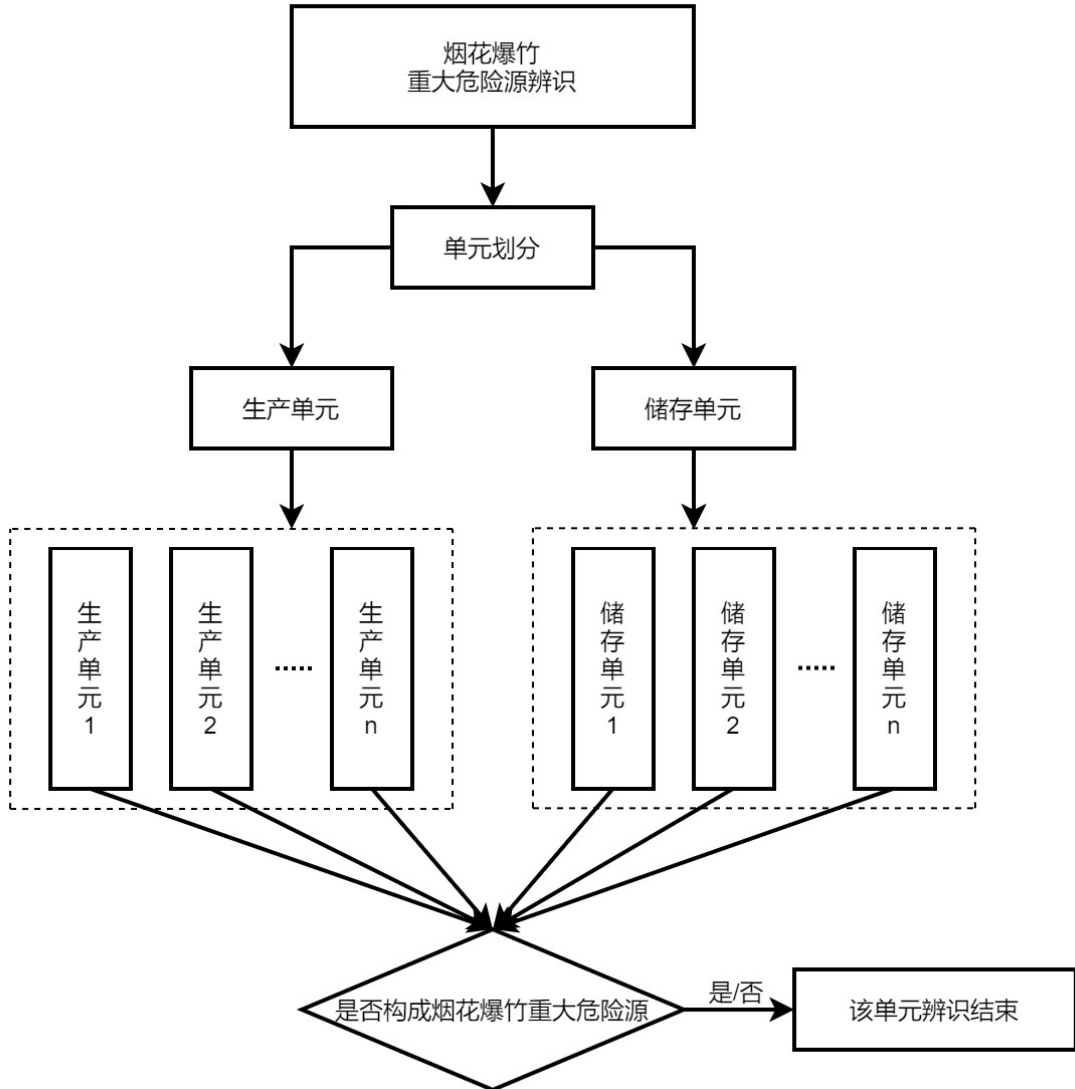 烟花爆竹
重大危险源辨识
单元划分
生产单元
储存单元
生产单元1
生产单元2
......
生产单元n
储存单元1
储存单元2
......
储存单元n
是否构成烟花爆竹重大危险源
是/否
该单元辨识结束